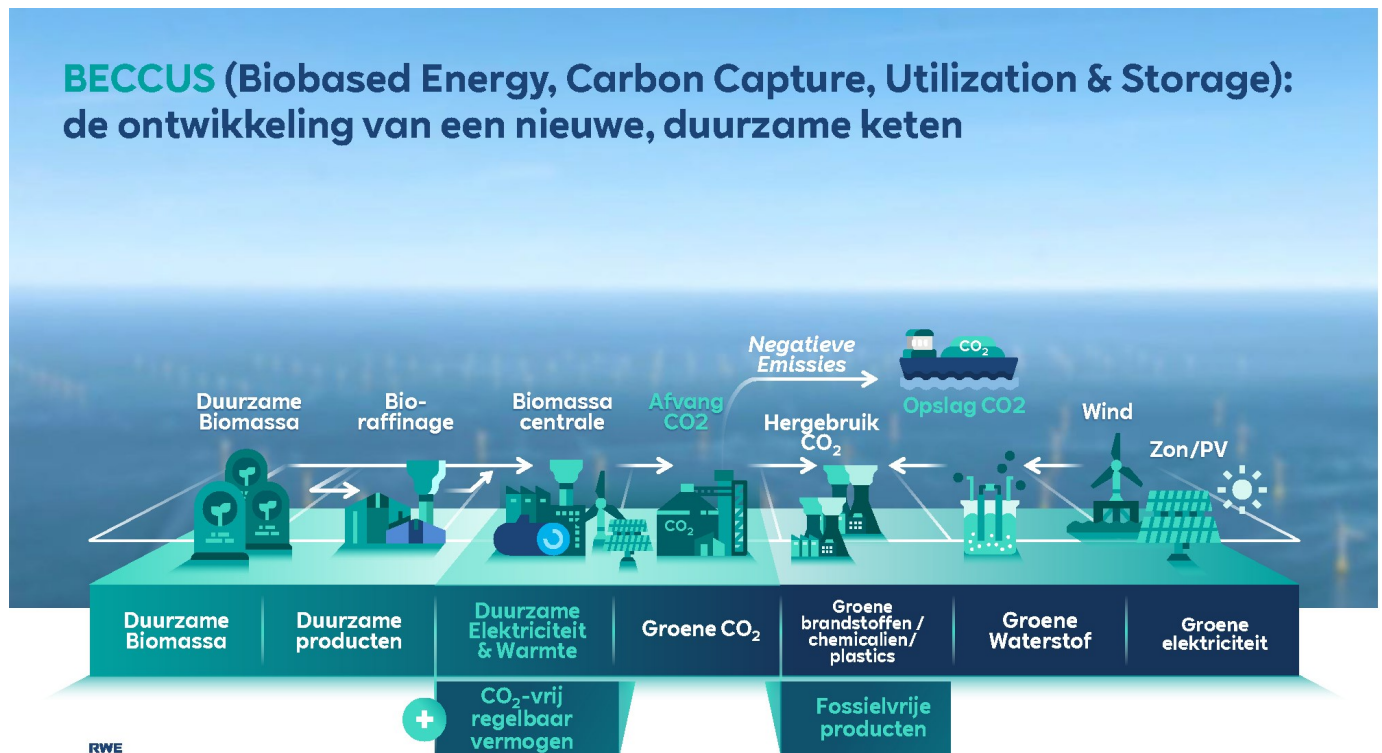 BECCUS (Biobased Energy, Carbon Capture, Utilization & Storage):
de ontwikkeling van een nieuwe, duurzame keten
Negatieve
Emissies
CO₂
Opslag CO2
Duurzame
Biomassa
Bio-
raffinage
Biomassa
centrale
Afvang
CO2
Hergebruik
CO₂
Wind
Zon/PV
CO₂
Duurzame
Biomassa
Duurzame
producten
Duurzame
Elektriciteit
& Warmte
Groene CO₂
Groene
brandstoffen /
chemicalien/
plastics
Groene
Waterstof
Groene
elektriciteit
+
CO₂-vrij
regelbaar
vermogen
Fossielvrije
producten
RWE